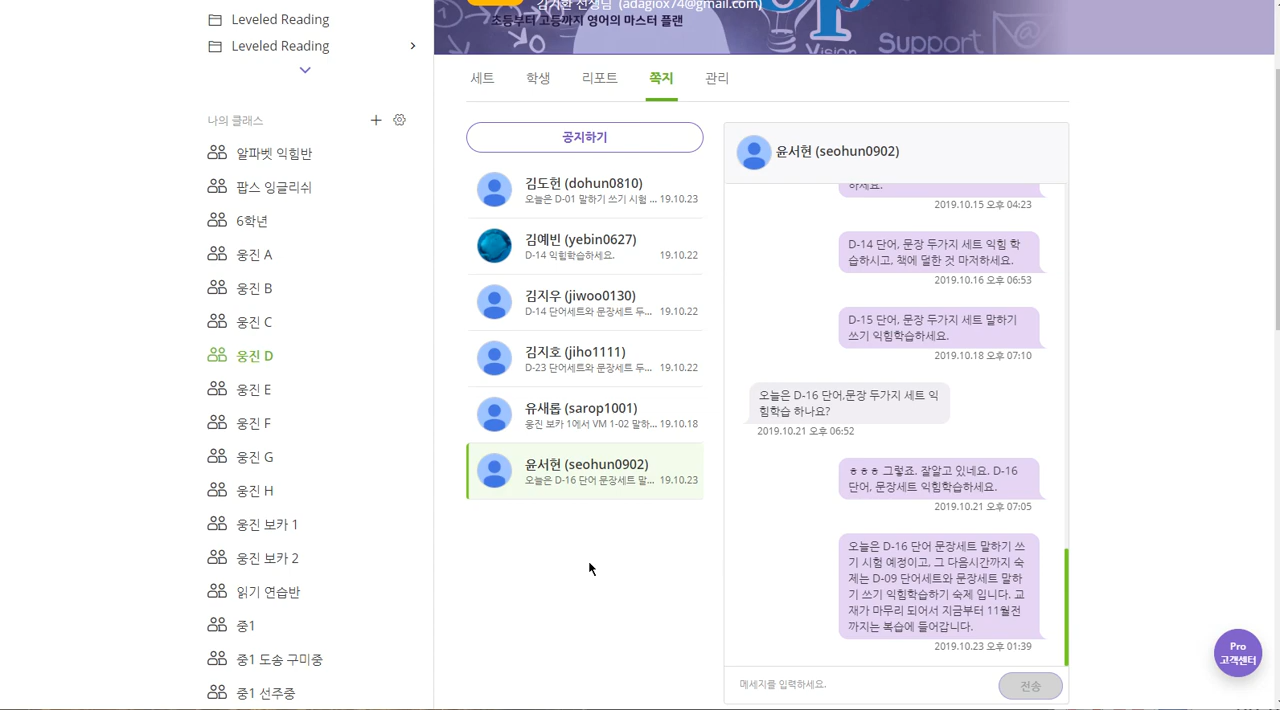 Leveled Reading
Leveled Reading
나의 클래스
알파벳 익힘반
팝스 잉글리쉬
6학년
웅진 A
웅진 B
웅진 C
웅진 D
웅진 E
웅진 F
웅진 G
웅진 H
웅진 보카 1
웅진 보카 2
읽기 연습반
중1
중1 도송 구미중
중1 선주중
(adagiox74@gmail.com)
초등부터 고등까지 영어의 마스터 플랜
Vision
Support
세트 학생 리포트 쪽지 관리
공지하기
김도헌 (dohun0810)
오늘은 D-01 말하기 쓰기 시험 ... 19.10.23
김예빈 (yebin0627)
D-14 익힘학습하세요. 19.10.22
김지우 (jiwoo0130)
D-14 단어세트와 문장세트 두... 19.10.22
김지호 (jiho1111)
D-23 단어세트와 문장세트 두... 19.10.22
유새롭 (sarop1001)
웅진 보카 1에서 VM 1-02 말하... 19.10.18
윤서현 (seohun0902)
오늘은 D-16 단어 문장세트 말... 19.10.23
윤서현 (seohun0902)
하세요.
2019.10.15 오후 04:23
D-14 단어, 문장 두가지 세트 익힘 학
습하시고, 책에 덜한 것 마저하세요.
2019.10.16 오후 06:53
D-15 단어, 문장 두가지 세트 말하기
쓰기 익힘학습하세요.
2019.10.18 오후 07:10
오늘은 D-16 단어,문장 두가지 세트 익
힘학습 하나요?
2019.10.21 오후 06:52
ㅎㅎㅎ 그렇죠. 잘알고 있네요. D-16
단어, 문장세트 익힘학습하세요.
2019.10.21 오후 07:05
오늘은 D-16 단어 문장세트 말하기 쓰
기 시험 예정이고, 그 다음시간까지 숙
제는 D-09 단어세트와 문장세트 말하
기 쓰기 익힘학습하기 숙제 입니다. 교
재가 마무리 되어서 지금부터 11월전
까지는 복습에 들어갑니다.
2019.10.23 오후 01:39
메세지를 입력하세요.
전송
Pro
고객센터